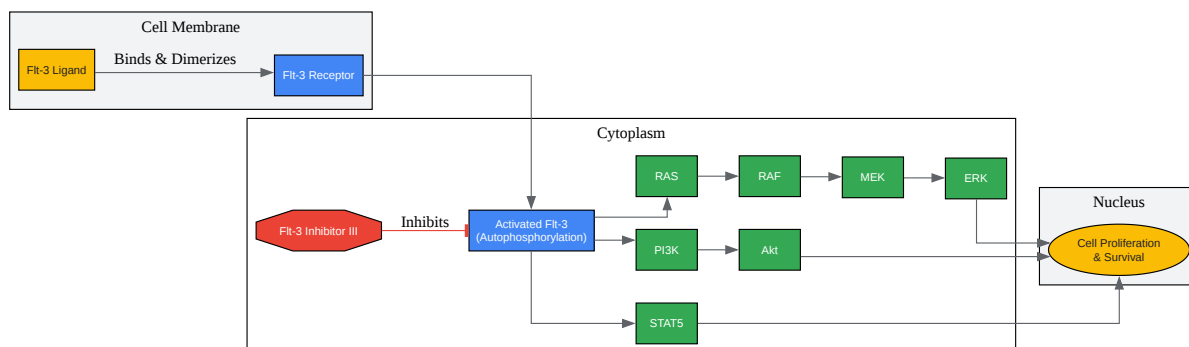 Cell Membrane
Flt-3 Ligand
Binds & Dimerizes
Flt-3 Receptor
Cytoplasm
RAS
RAF
MEK
ERK
Flt-3 Inhibitor III
Inhibits
Activated Flt-3
(Autophosphorylation)
PI3K
Akt
STAT5
Nucleus
Cell Proliferation
& Survival